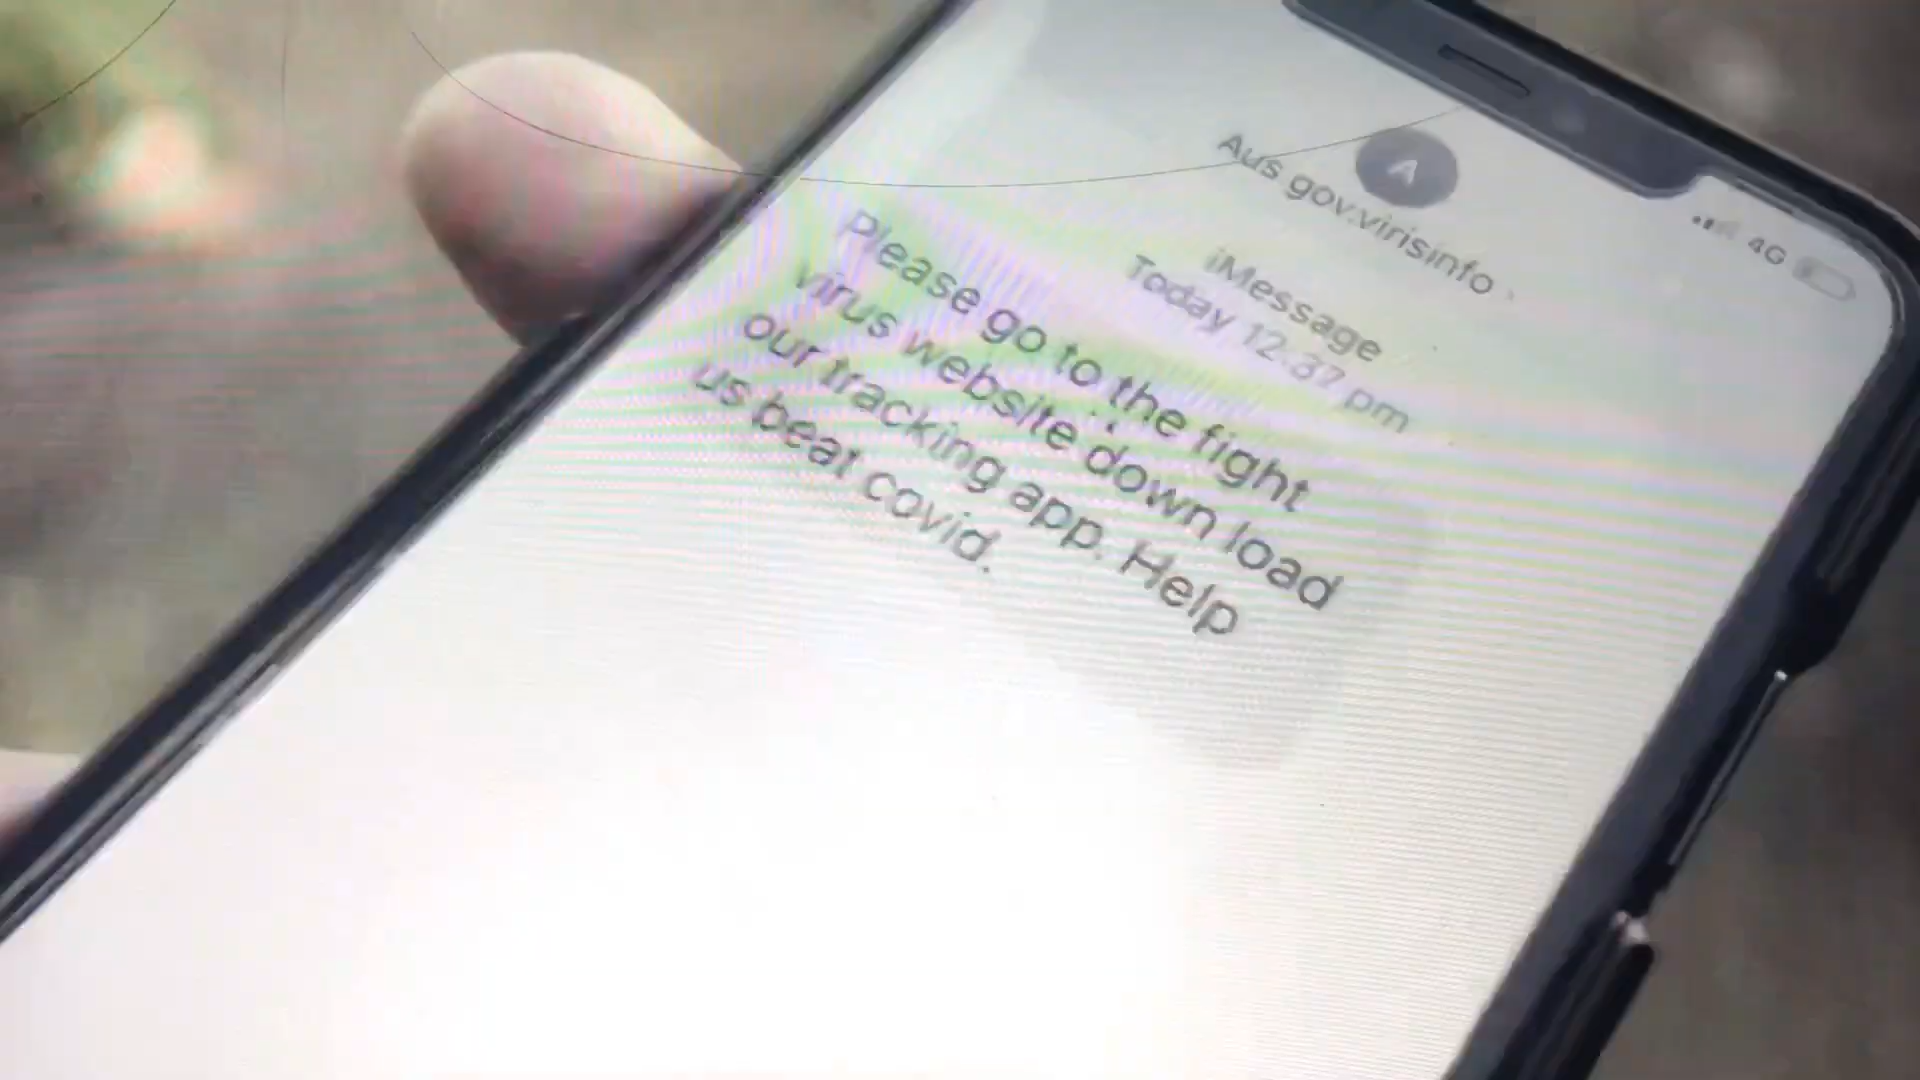 4G
A
Aus gov.virisinfo
iMessage
Today 12:37 pm
Please go to the fight
virus website down load
our tracking app. Help
us beat covid.